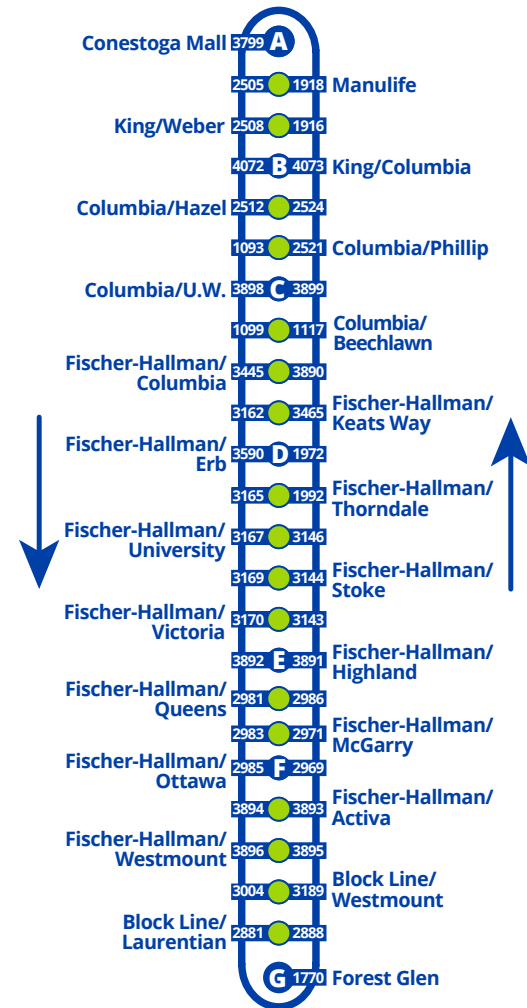 Conestoga Mall 3799 A
2505 1918 Manulife
King/Weber 2508 1916
4072 B 4073 King/Columbia
Columbia/Hazel 2512 2524
1093 2521 Columbia/Phillip
Columbia/U.W. 3898 C 3899
1099 1117 Columbia/
Beechlawn
Fischer-Hallman/
Columbia 3445 3890
3162 3465 Fischer-Hallman/
Keats Way
Fischer-Hallman/
Erb 3590 D 1972
3165 1992 Fischer-Hallman/
Thorndale
Fischer-Hallman/
University 3167 3146
3169 3144 Fischer-Hallman/
Stoke
Fischer-Hallman/
Victoria 3170 3143
3892 E 3891 Fischer-Hallman/
Highland
Fischer-Hallman/
Queens 2981 2986
2983 2971 Fischer-Hallman/
McGarry
Fischer-Hallman/
Ottawa 2985 F 2969
3894 3893 Fischer-Hallman/
Activa
Fischer-Hallman/
Westmount 3896 3895
3004 3189 Block Line/
Westmount
Block Line/
Laurentian 2881 2888
G 1770 Forest Glen